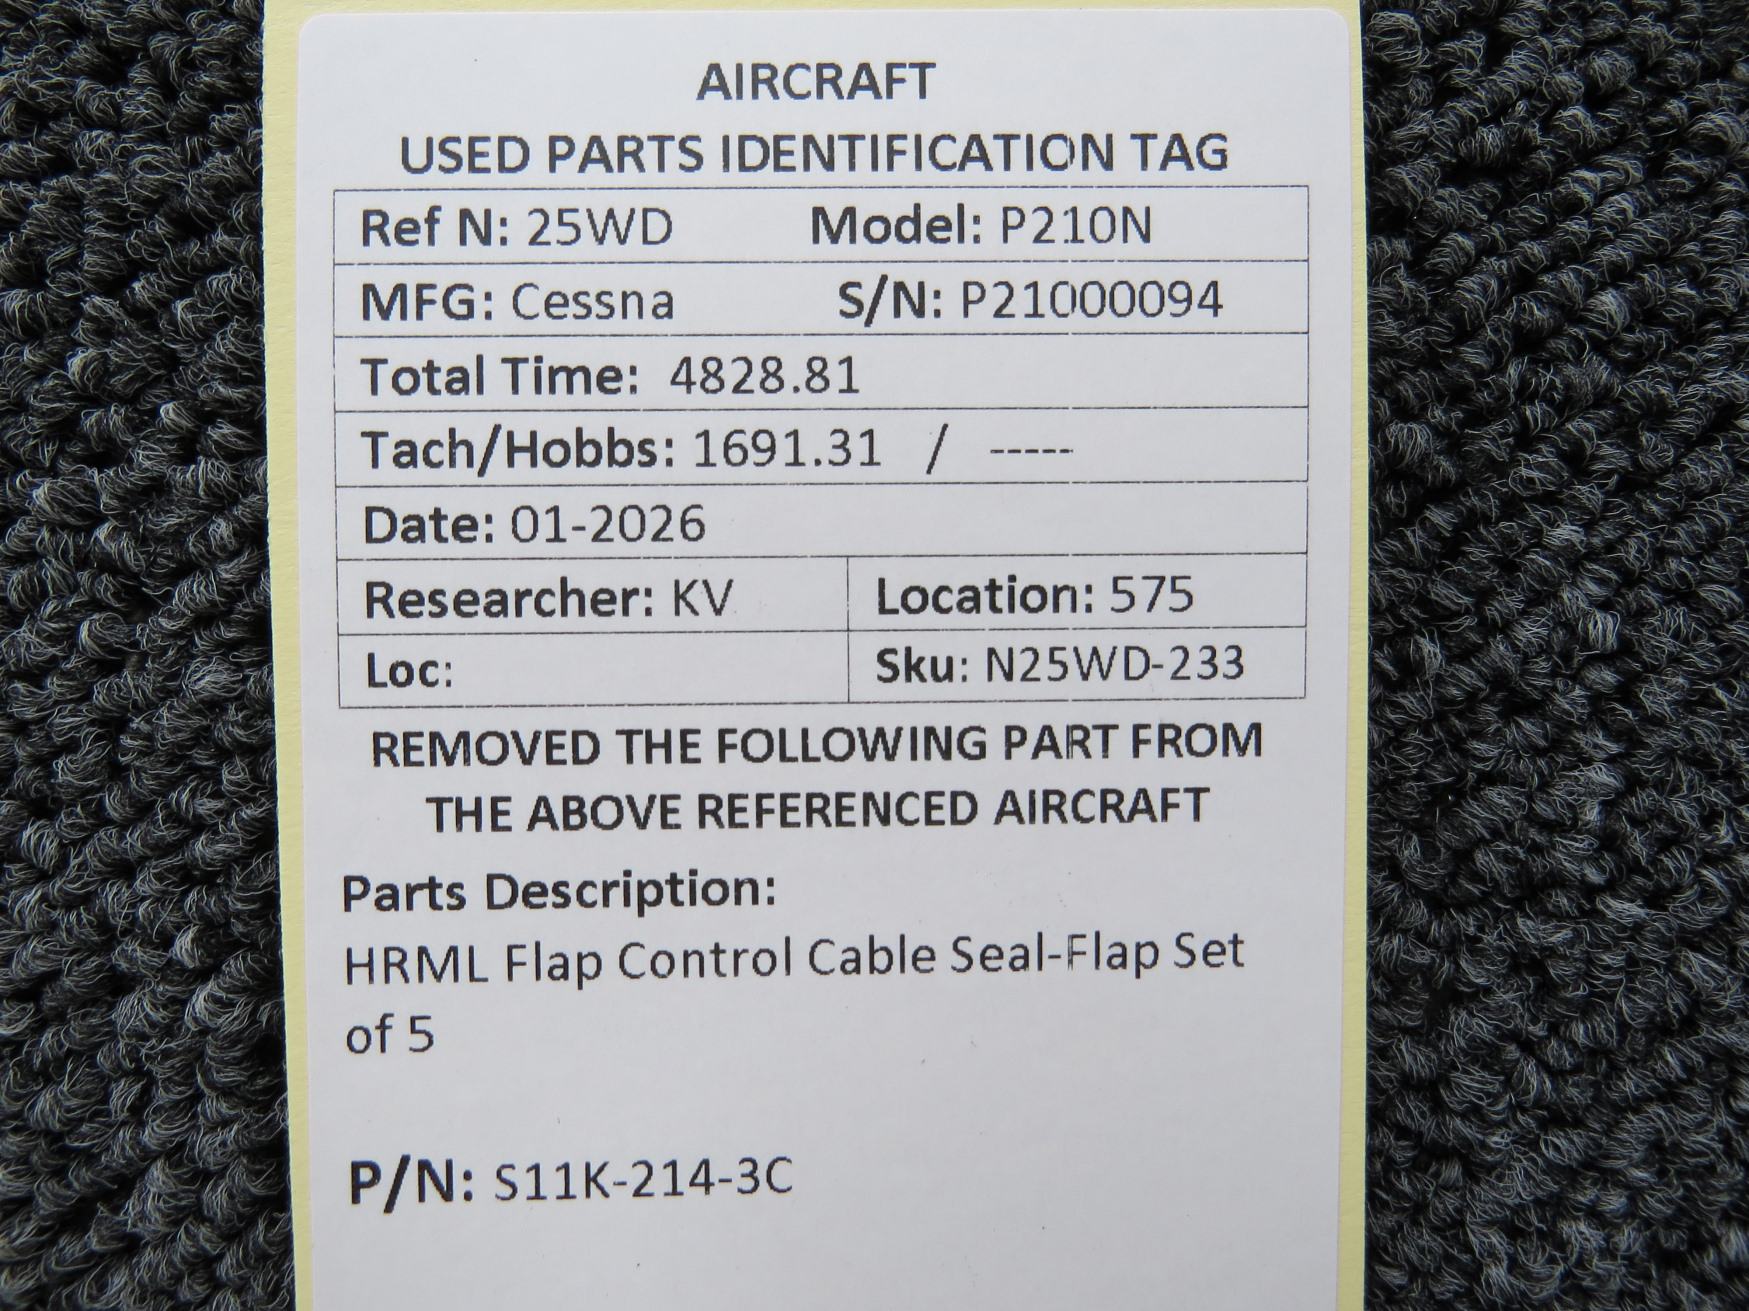 AIRCRAFT
USED PARTS IDENTIFICATION TAG
Ref N: 25WD Model: P210N
MFG: Cessna S/N: P21000094
Total Time: 4828.81
Tach/Hobbs: 1691.31 / -----
Date: 01-2026
Researcher: KV Location: 575
Loc: Sku: N25WD-233
REMOVED THE FOLLOWING PART FROM
THE ABOVE REFERENCED AIRCRAFT
Parts Description:
HRML Flap Control Cable Seal-Flap Set
of 5
P/N: S11K-214-3C